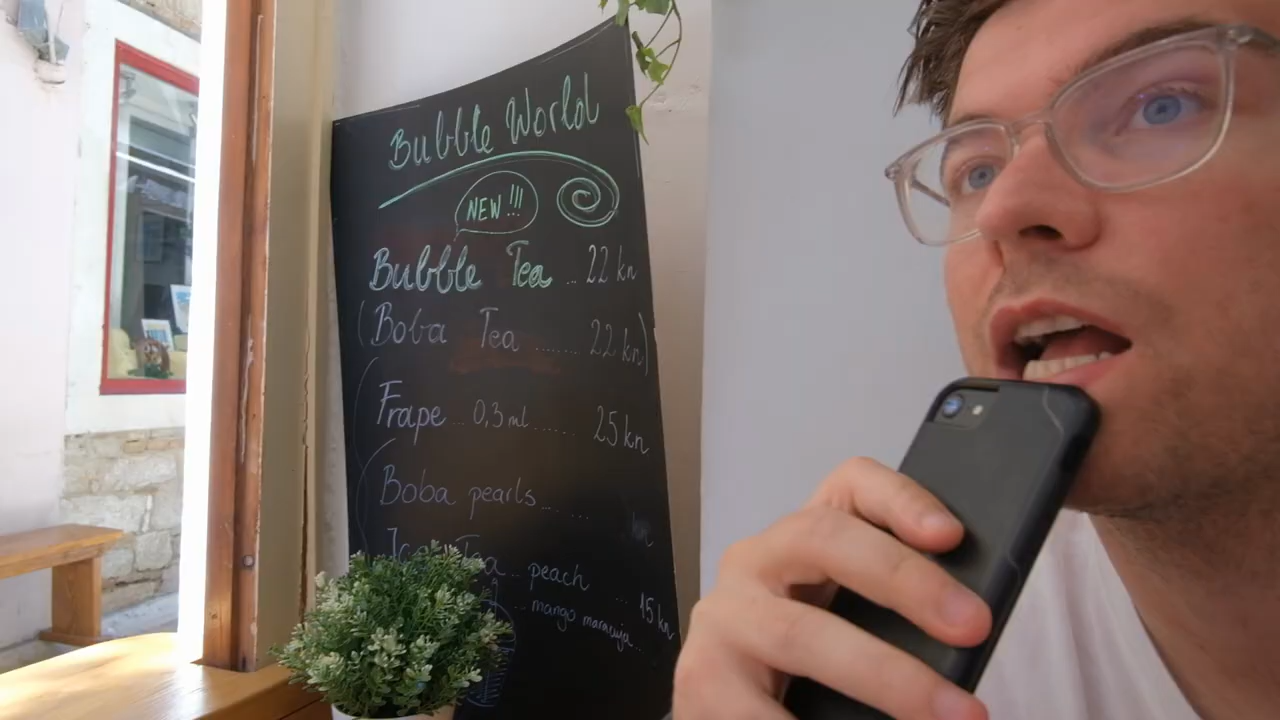 Bubble World
NEW !!!
Bubble Tea ... 22 kn
(Boba Tea ....... 22 kn)
Frape .. 0,3 ml ...... 25 kn
Boba pearls .......
Tea .. peach ... 15 kn
... mango maracuja..